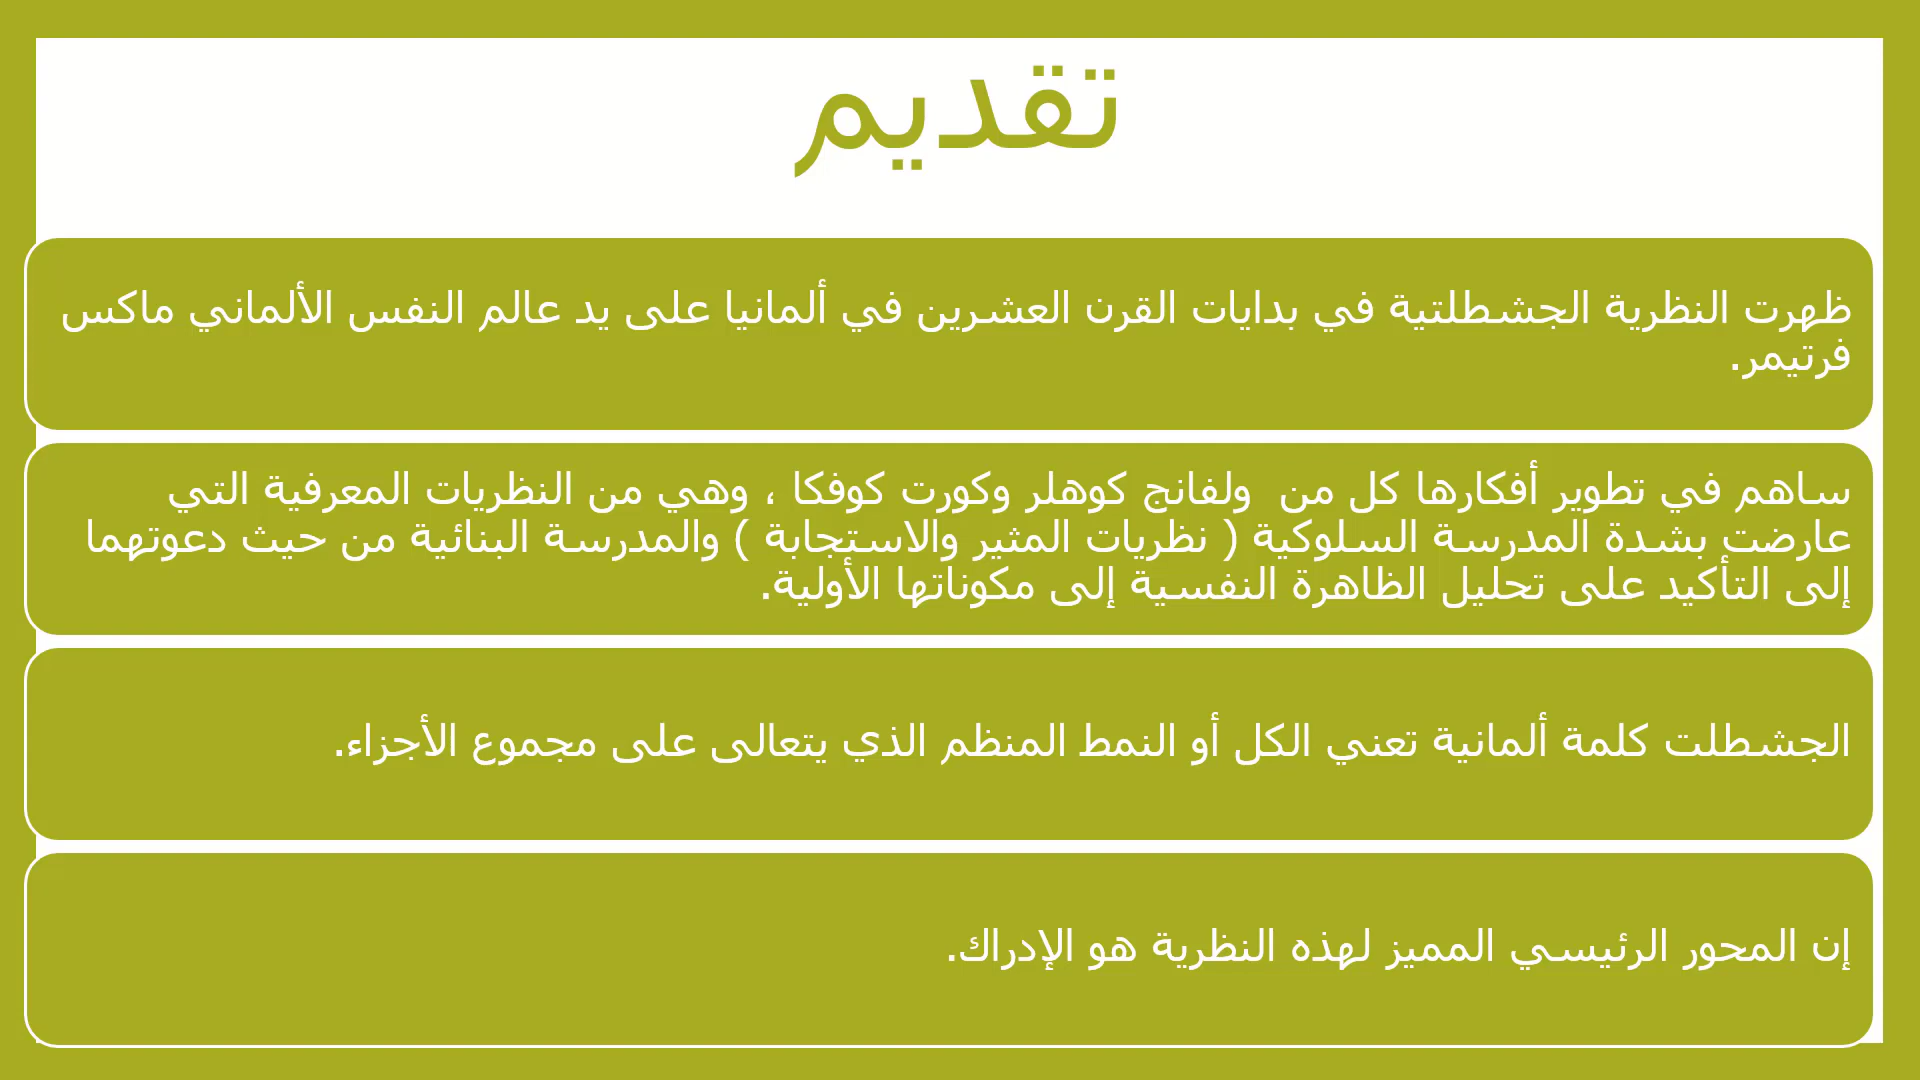 تقديم
ظهرت النظرية الجشطلتية في بدايات القرن العشرين في ألمانيا على يد عالم النفس الألماني ماكس
فرتيمر.
ساهم في تطوير أفكارها كل من  ولفانج كوهلر وكورت كوفكا ، وهي من النظريات المعرفية التي
عارضت بشدة المدرسة السلوكية ( نظريات المثير والاستجابة ) والمدرسة البنائية من حيث دعوتهما
إلى التأكيد على تحليل الظاهرة النفسية إلى مكوناتها الأولية.
الجشطلت كلمة ألمانية تعني الكل أو النمط المنظم الذي يتعالى على مجموع الأجزاء.
إن المحور الرئيسي المميز لهذه النظرية هو الإدراك.